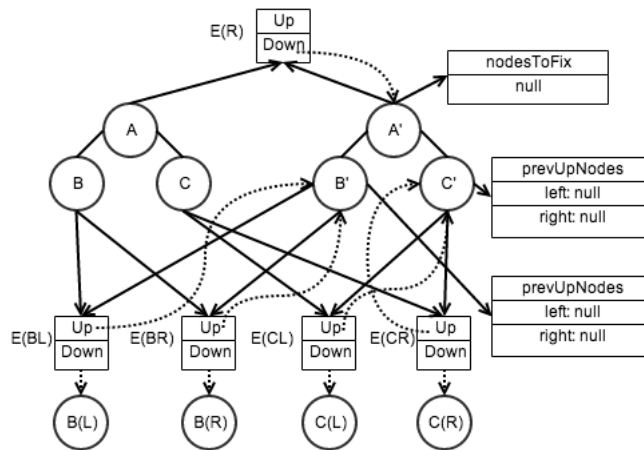 Up
E(R)
Down
nodesToFix
null
A
A'
B
C
B'
C'
prevUpNodes
left: null
right: null
prevUpNodes
left: null
right: null
E(BL)
Up
Down
E(BR)
Up
Down
E(CL)
Up
Down
E(CR)
Up
Down
B(L)
B(R)
C(L)
C(R)